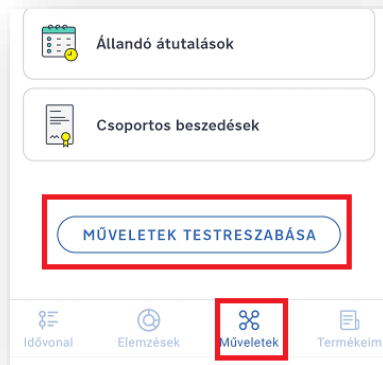 Állandó átutalások
Csoportos beszedések
MŰVELETEK TESTRESZABÁSA
Idővonal Elemzések Műveletek Termékeim